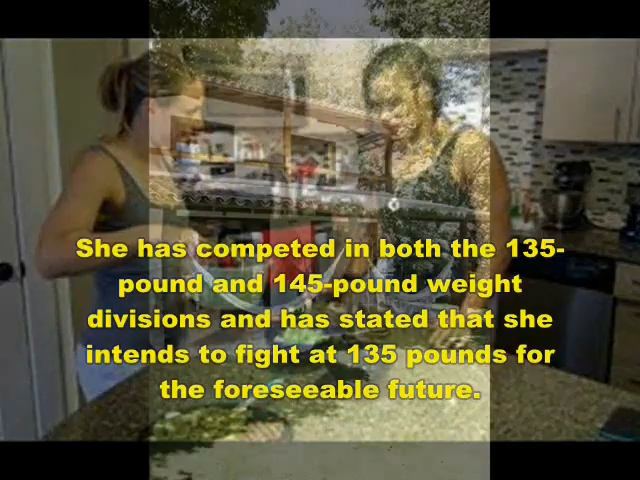 She has competed in both the 135-
pound and 145-pound weight
divisions and has stated that she
intends to fight at 135 pounds for
the foreseeable future.